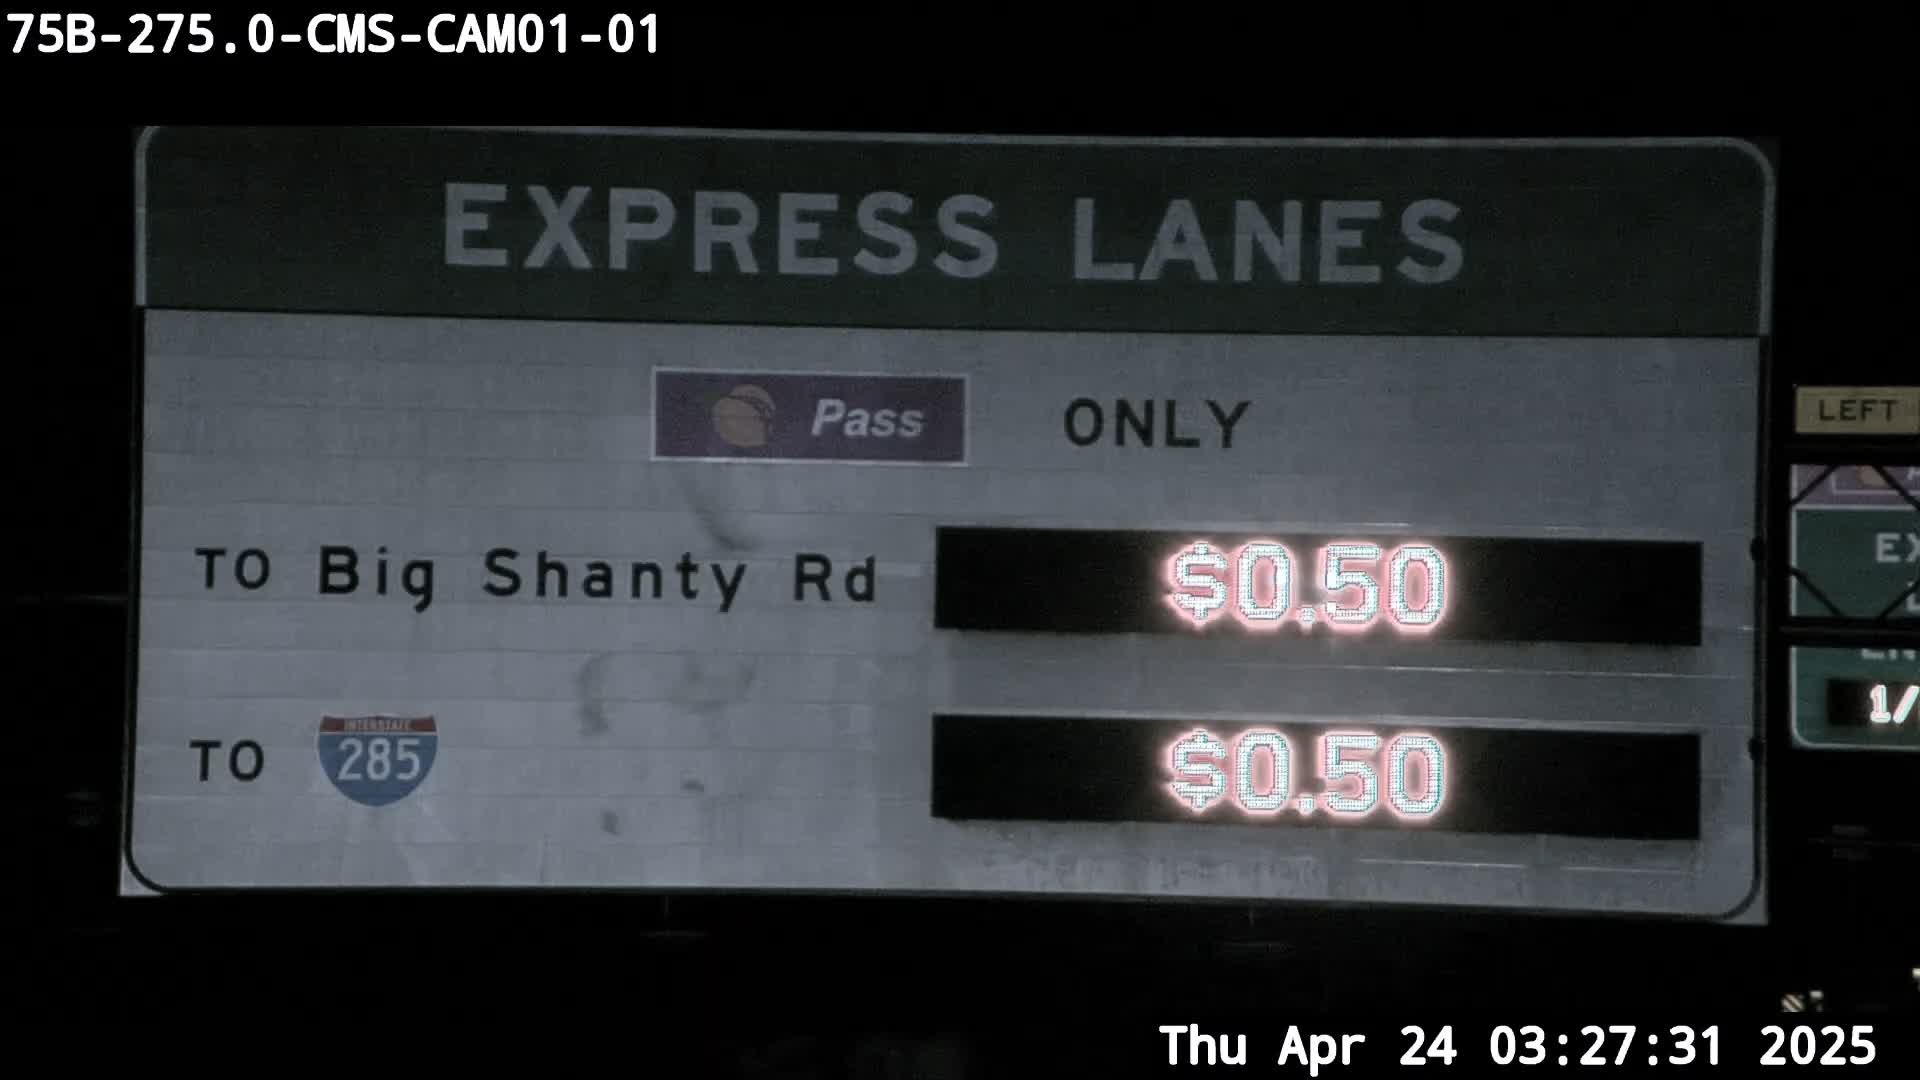 75B-275.0-CMS-CAM01-01
EXPRESS LANES
Pass ONLY
TO Big Shanty Rd $0.50
TO INTERSTATE 285 $0.50
LEFT
Thu Apr 24 03:27:31 2025